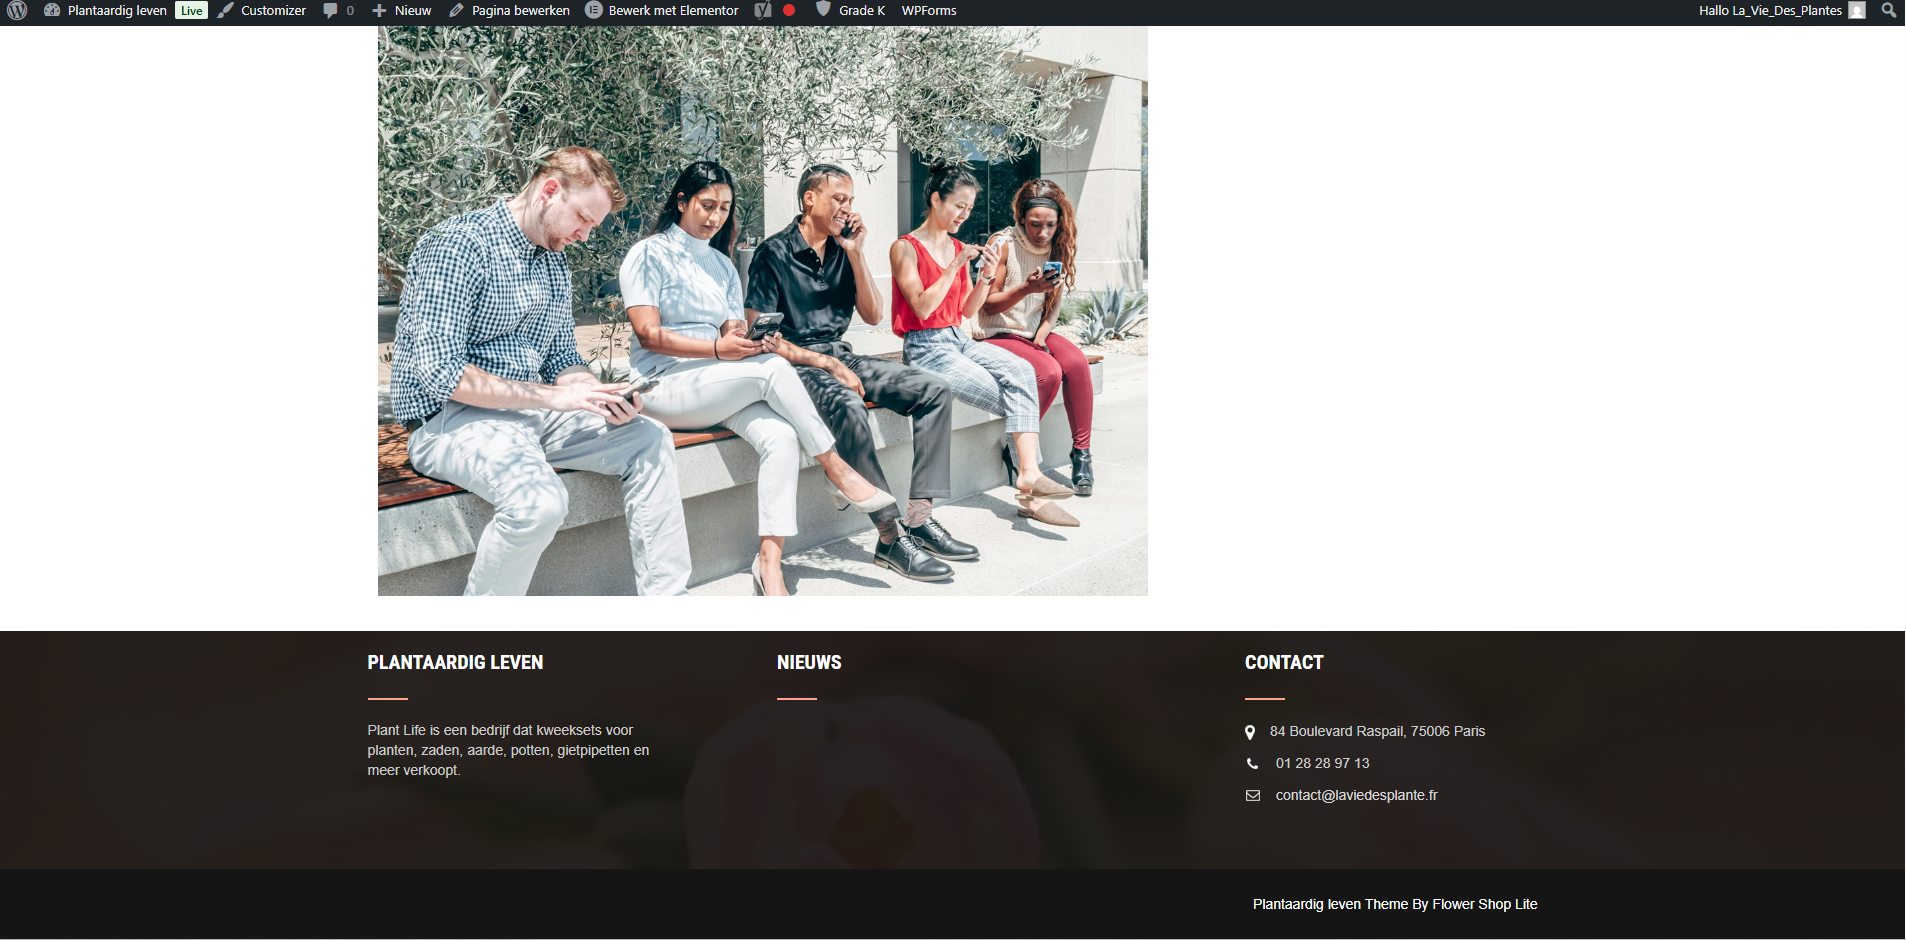 Plantaardig leven Live Customizer 0 Nieuw Pagina bewerken Bewerk met Elementor Grade K WPForms Hallo La_Vie_Des_Plantes
PLANTAARDIG LEVEN
Plant Life is een bedrijf dat kweeksets voor
planten, zaden, aarde, potten, gietpipetten en
meer verkoopt.
NIEUWS
CONTACT
84 Boulevard Raspail, 75006 Paris
01 28 28 97 13
contact@laviedesplante.fr
Plantaardig leven Theme By Flower Shop Lite